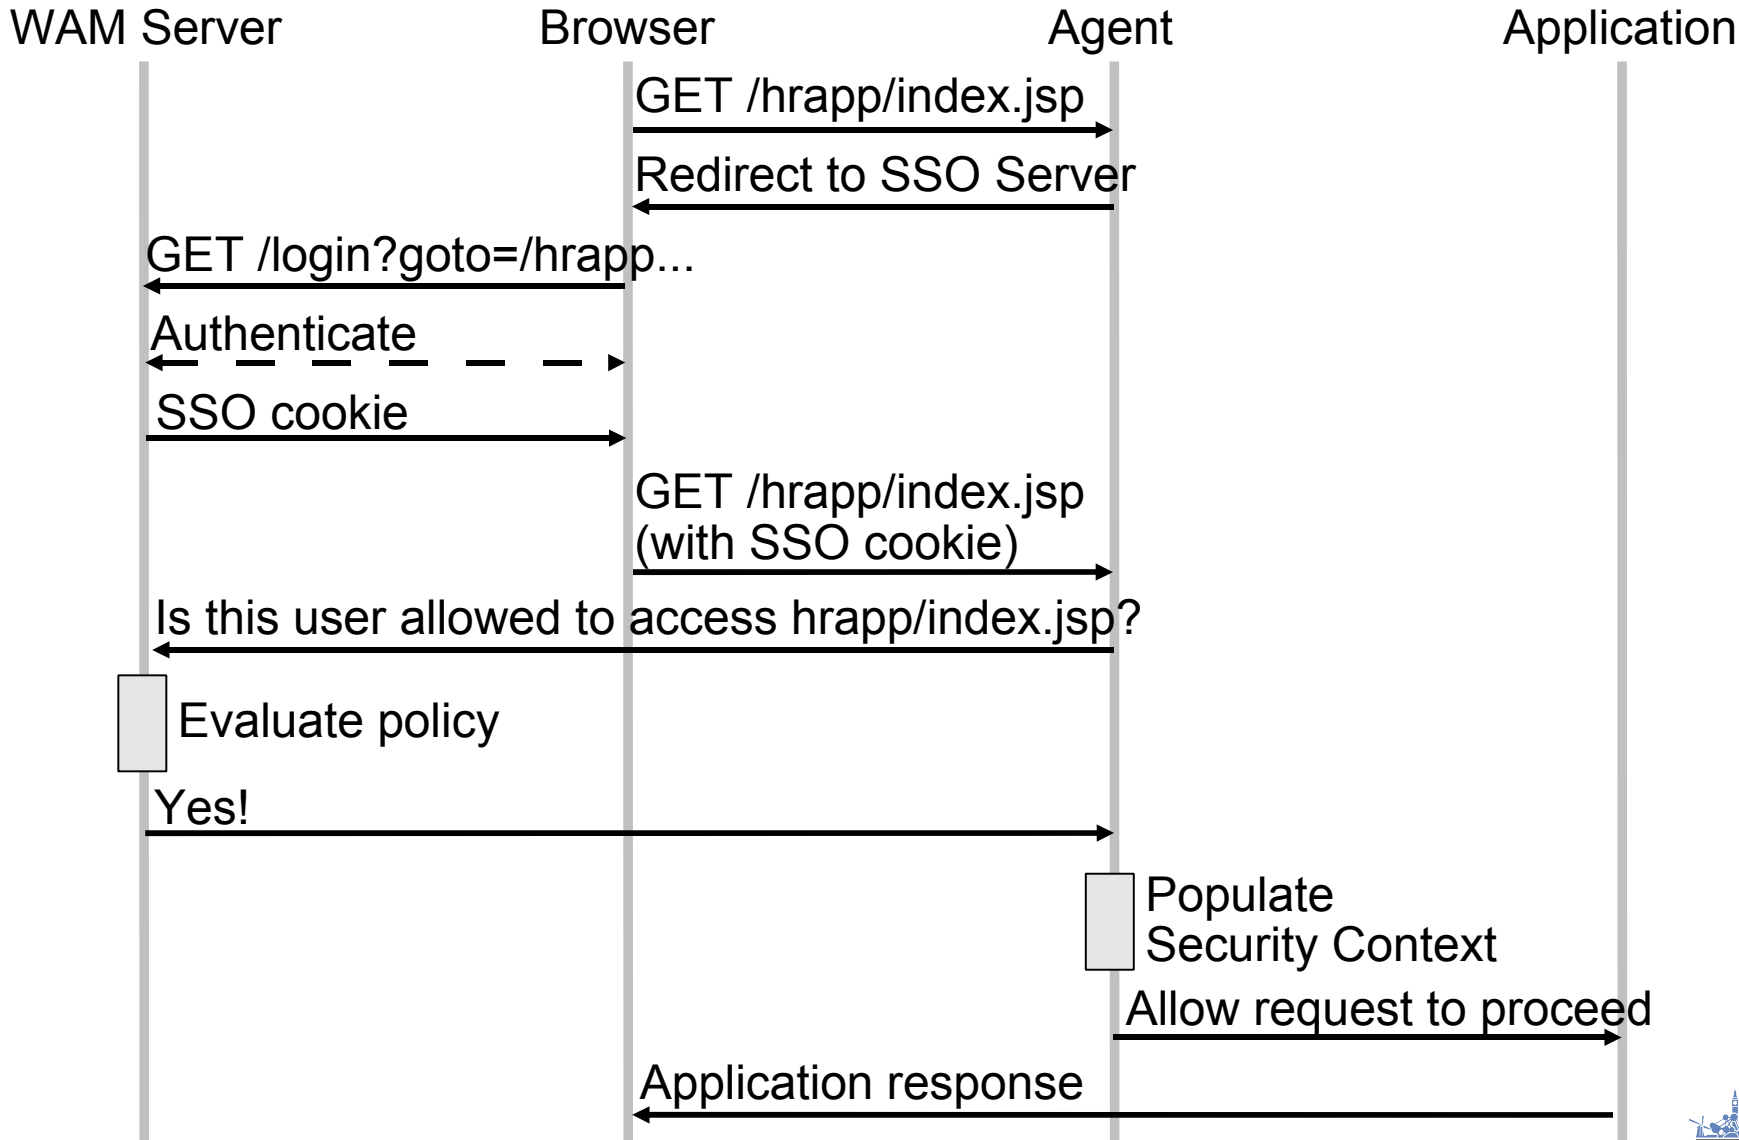 WAM Server
Browser
Agent
Application
GET /hrapp/index.jsp
Redirect to SSO Server
GET /login?goto=/hrapp...
Authenticate
SSO cookie
GET /hrapp/index.jsp
(with SSO cookie)
Is this user allowed to access hrapp/index.jsp?
Evaluate policy
Yes!
Populate
Security Context
Allow request to proceed
Application response